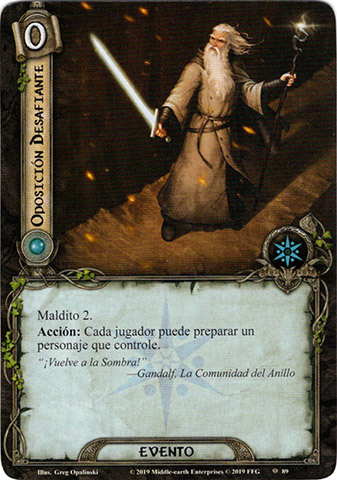 0
OPOSICIÓN DESAFIANTE
Maldito 2.
Acción: Cada jugador puede preparar un
personaje que controle.
“¡Vuelve a la Sombra!”
—Gandalf, La Comunidad del Anillo
EVENTO
Illus. Greg Opalinski © 2019 Middle-earth Enterprises © 2019 FFG 89